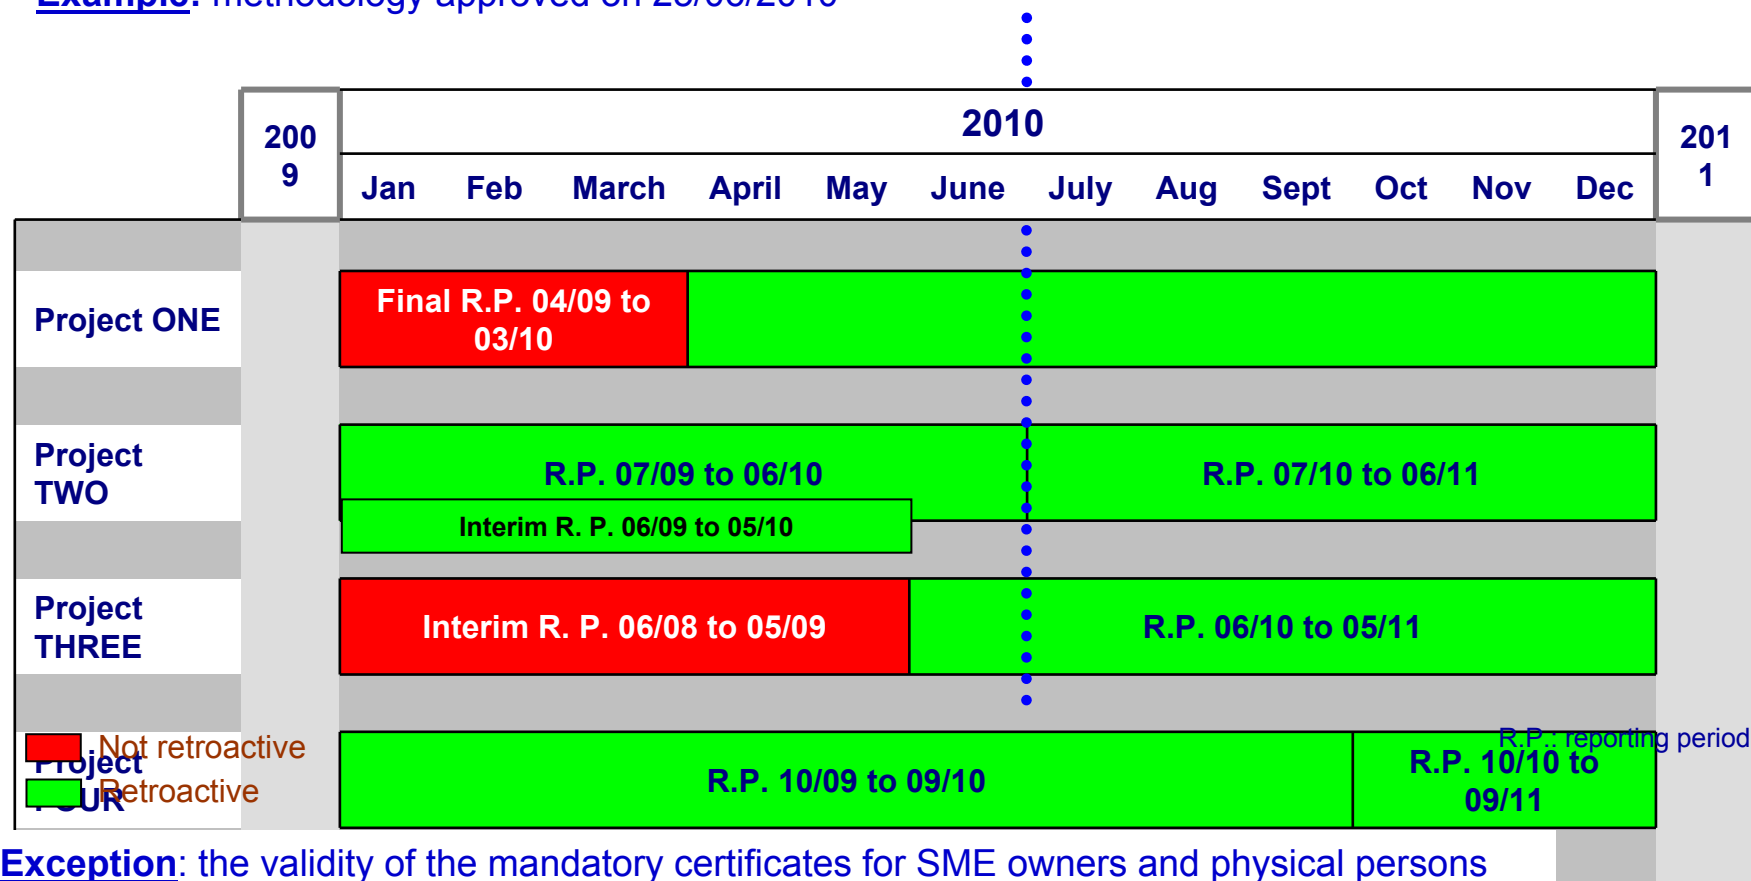 Example: methodology approved on
2010
200
9
201
1
Jan Feb March April May June July Aug Sept Oct Nov Dec
Project ONE
Final R.P. 04/09 to
03/10
Project
TWO
R.P. 07/09 to 06/10
R.P. 07/10 to 06/11
Interim R. P. 06/09 to 05/10
Project
THREE
Interim R. P. 06/08 to 05/09
R.P. 06/10 to 05/11
Project
FOUR
R.P. 10/09 to 09/10
R.P. 10/10 to
09/11
Not retroactive
Retroactive
R.P.: reporting period
Exception: the validity of the mandatory certificates for SME owners and physical persons